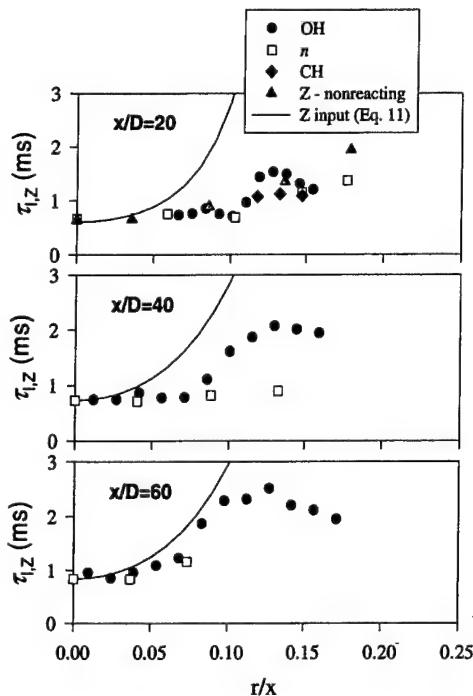 OH
n
CH
Z - nonreacting
Z input (Eq. 11)
3
x/D=20
2
τI,Z (ms)
1
0
3
x/D=40
2
τI,Z (ms)
1
0
3
x/D=60
2
τI,Z (ms)
1
0
0.00 0.05 0.10 0.15 0.20 0.25
r/x